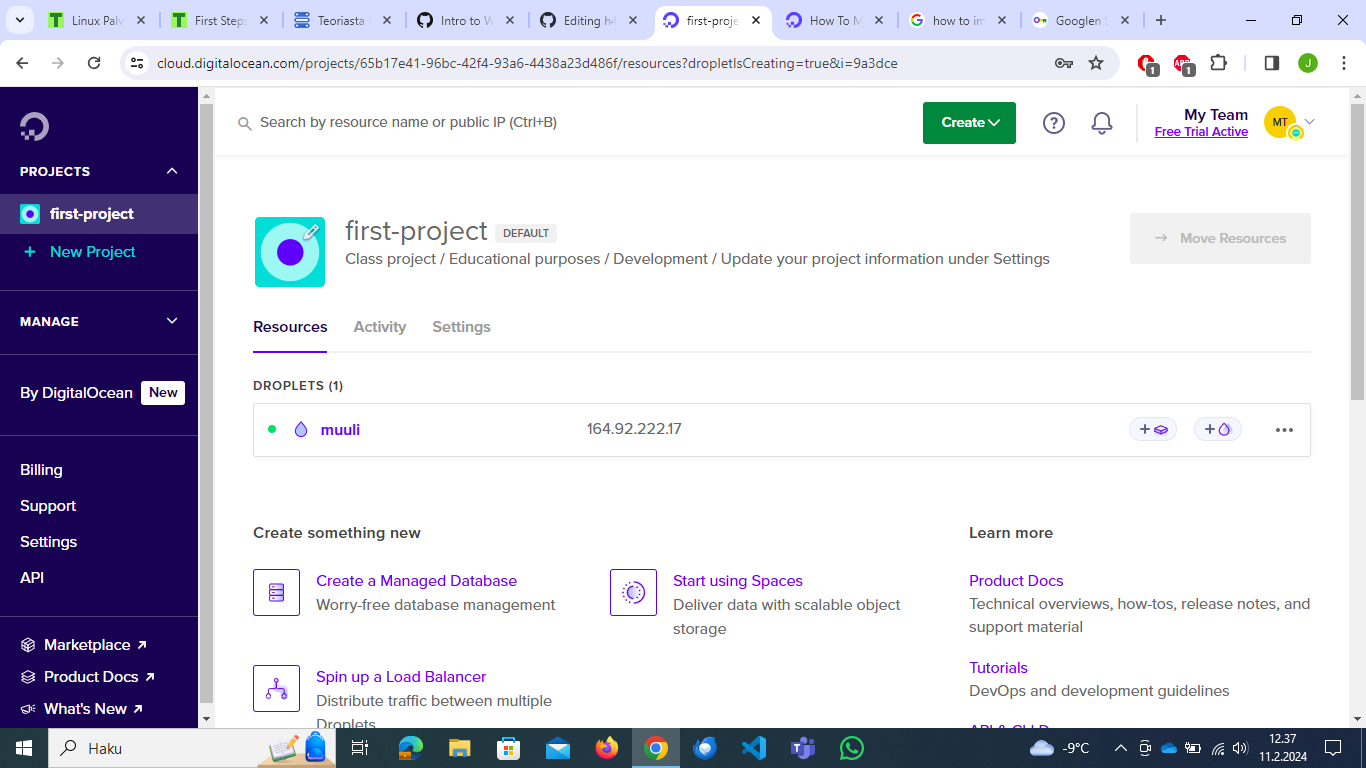 Linux Palv
First Steps
Teoriasta
Intro to W
Editing h4
first-proje
How To M
how to im
Googlen S
cloud.digitalocean.com/projects/65b17e41-96bc-42f4-93a6-4438a23d486f/resources?dropletIsCreating=true&i=9a3dce
1
1
J
Search by resource name or public IP (Ctrl+B)
Create
My Team
Free Trial Active
MT
PROJECTS
first-project
New Project
MANAGE
By DigitalOcean New
Billing
Support
Settings
API
Marketplace
Product Docs
What's New
first-project DEFAULT
Class project / Educational purposes / Development / Update your project information under Settings
Move Resources
Resources Activity Settings
DROPLETS (1)
muuli 164.92.222.17
Create something new
Create a Managed Database
Worry-free database management
Start using Spaces
Deliver data with scalable object
storage
Spin up a Load Balancer
Distribute traffic between multiple
Droplets
Learn more
Product Docs
Technical overviews, how-tos, release notes, and
support material
Tutorials
DevOps and development guidelines
Haku
-9°C
12.37
11.2.2024